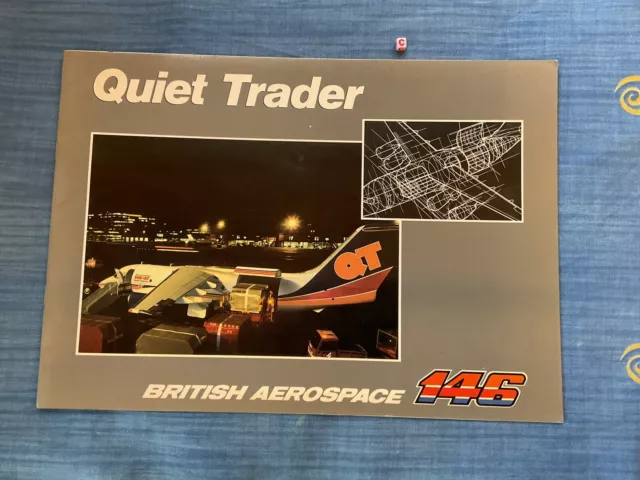 C
Quiet Trader
QT
BRITISH AEROSPACE 146